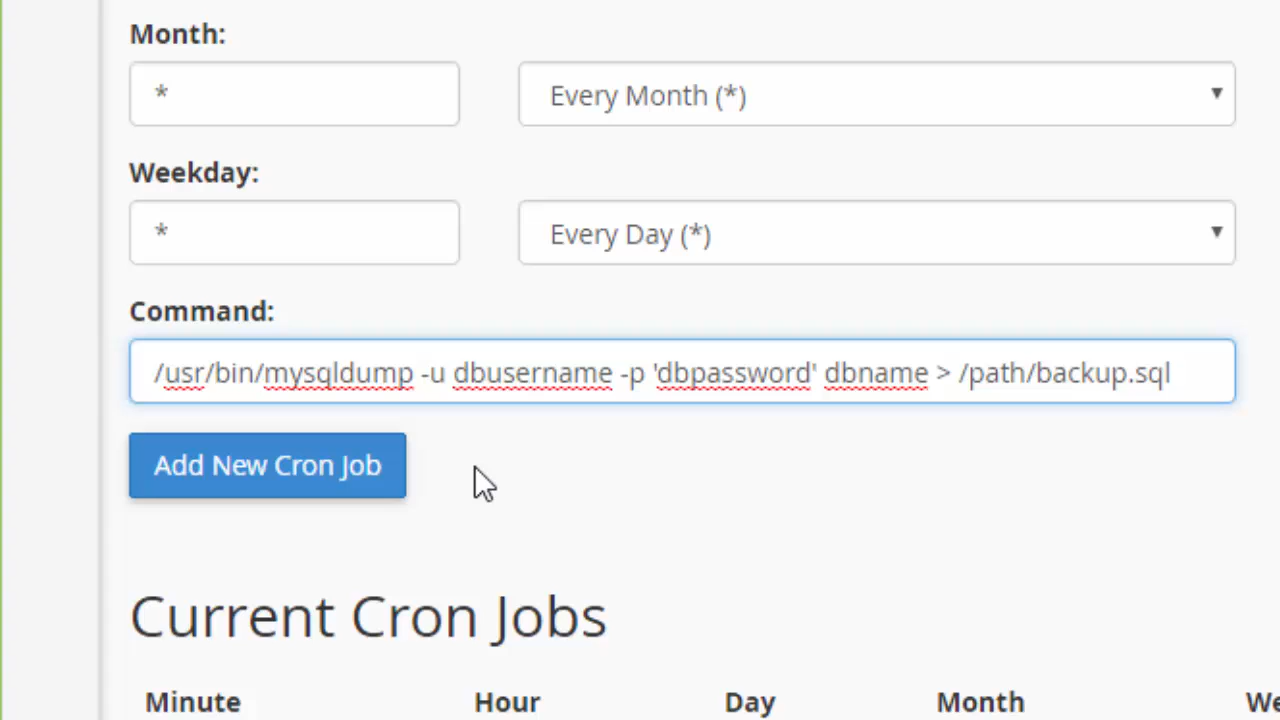 Month:
* Every Month (*)
Weekday:
* Every Day (*)
Command:
/usr/bin/mysqldump -u dbusername -p 'dbpassword' dbname > /path/backup.sql
Add New Cron Job
Current Cron Jobs
Minute Hour Day Month We